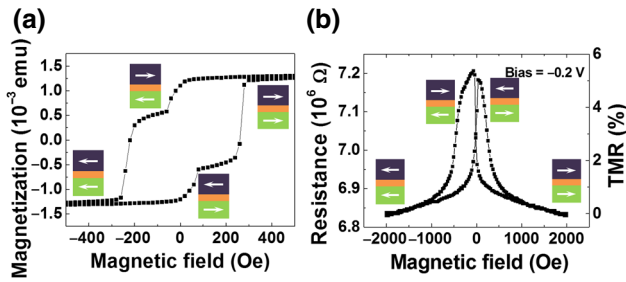 (a)
Magnetization (10⁻³ emu)
1.5
1.0
0.5
0.0
−0.5
−1.0
−1.5
−400 −200 0 200 400
Magnetic field (Oe)
(b)
Resistance (10⁶ Ω)
7.2
7.1
7.0
6.9
6.8
Bias = −0.2 V
6
4
2
0
TMR (%)
−2000 −1000 0 1000 2000
Magnetic field (Oe)